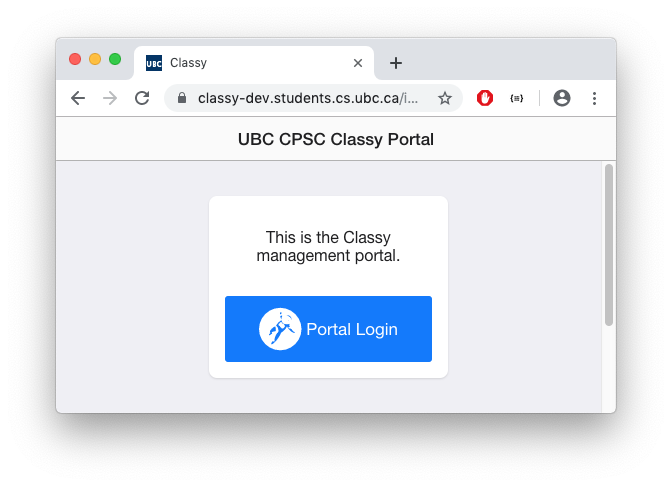 UBC Classy
classy-dev.students.cs.ubc.ca/i...
UBC CPSC Classy Portal
This is the Classy
management portal.
Portal Login